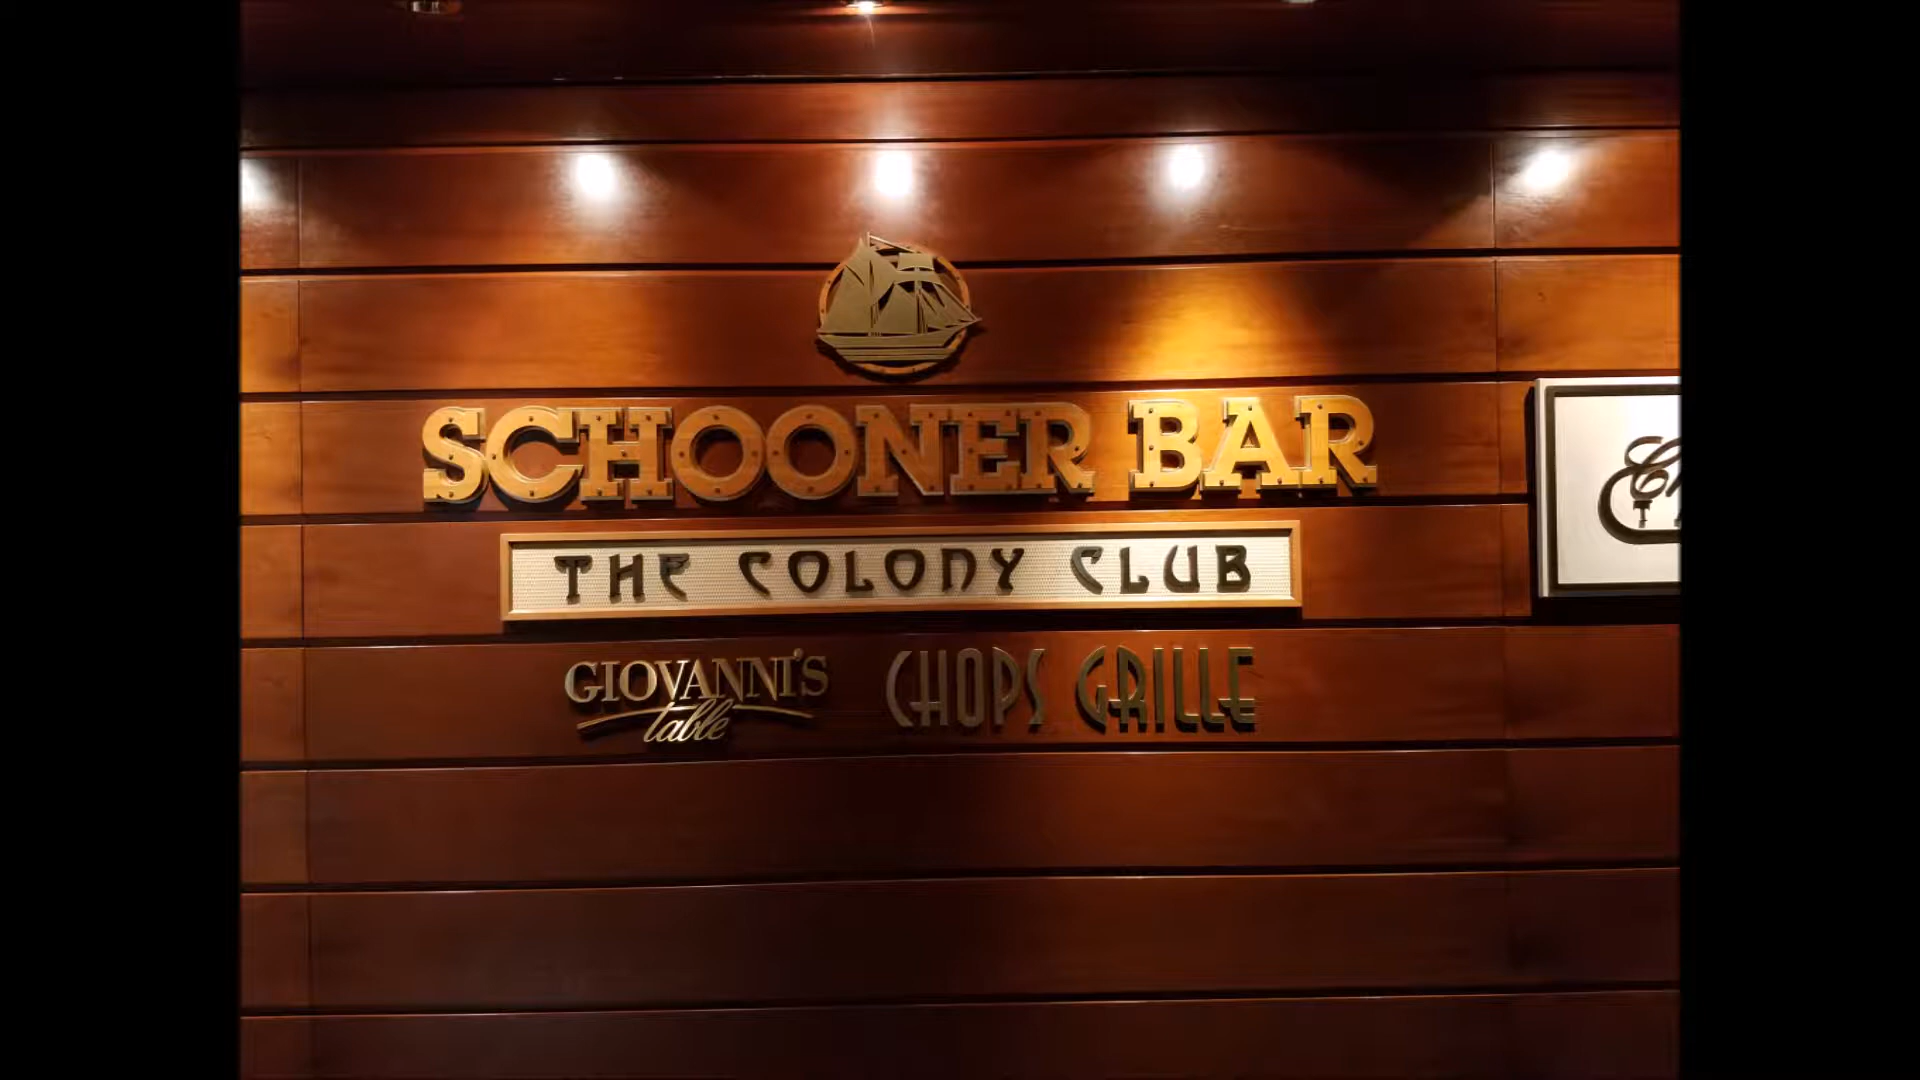 SCHOONER BAR
THE COLONY CLUB
GIOVANNI'S table
CHOPS GRILLE